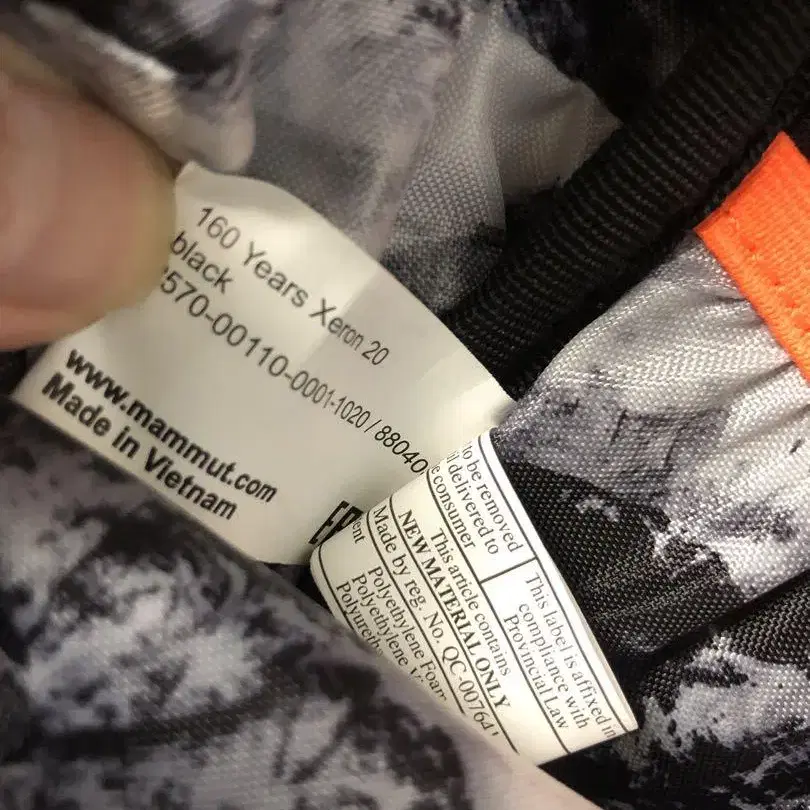 160 Years Xeron 20
black
2570-00110-0001-1020 / 88040
www.mammut.com
Made in Vietnam
to be removed
delivered to
consumer
This label is affixed in
compliance with
Provincial Law
This article contains
NEW MATERIAL ONLY
Made by reg. No. QC-00764
Polyethylene Foam
Polyethylene